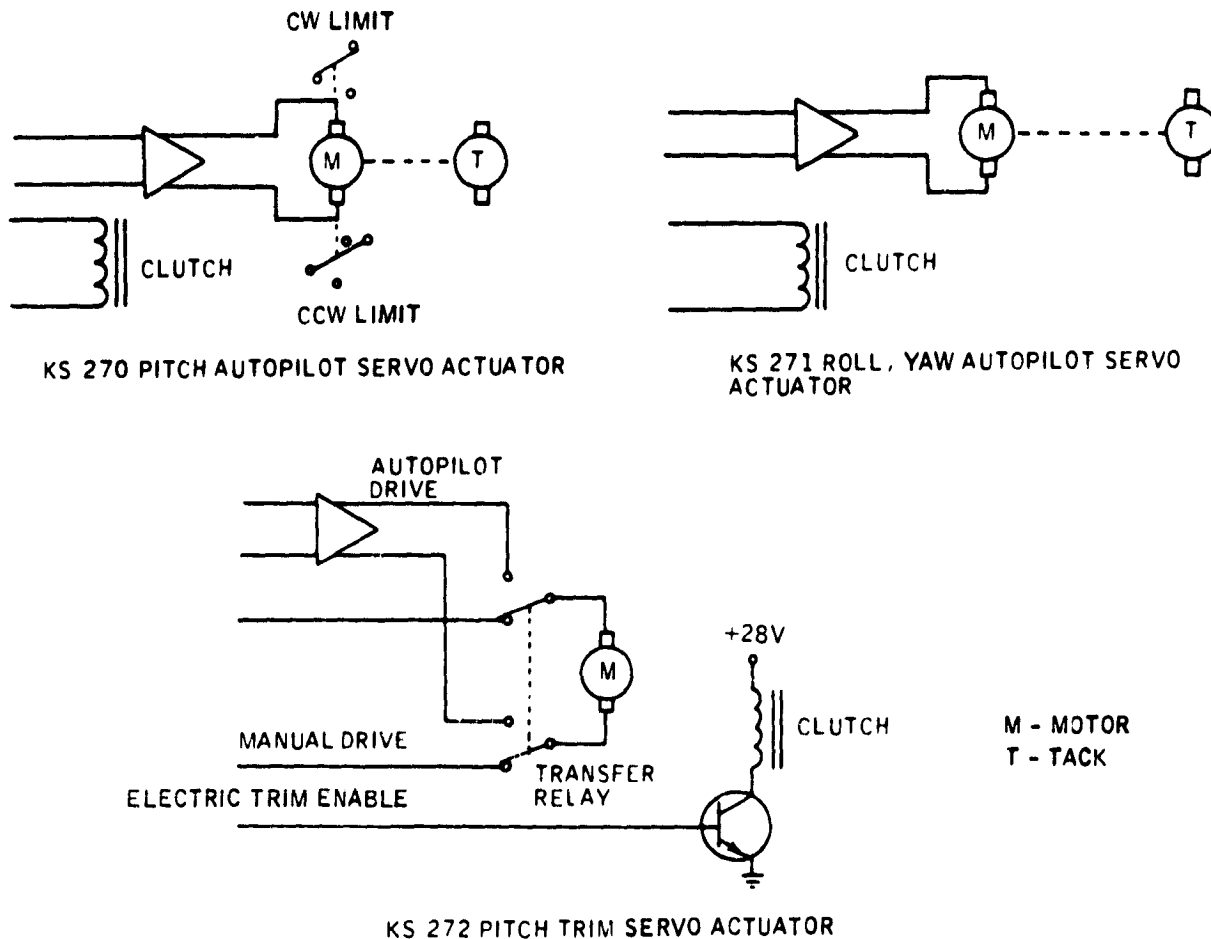 CW LIMIT
M
T
CLUTCH
CCW LIMIT
KS 270 PITCH AUTOPILOT SERVO ACTUATOR
M
T
CLUTCH
KS 271 ROLL, YAW AUTOPILOT SERVO
ACTUATOR
AUTOPILOT
DRIVE
M
MANUAL DRIVE
TRANSFER
RELAY
ELECTRIC TRIM ENABLE
+28V
CLUTCH
M - MOTOR
T - TACK
KS 272 PITCH TRIM SERVO ACTUATOR